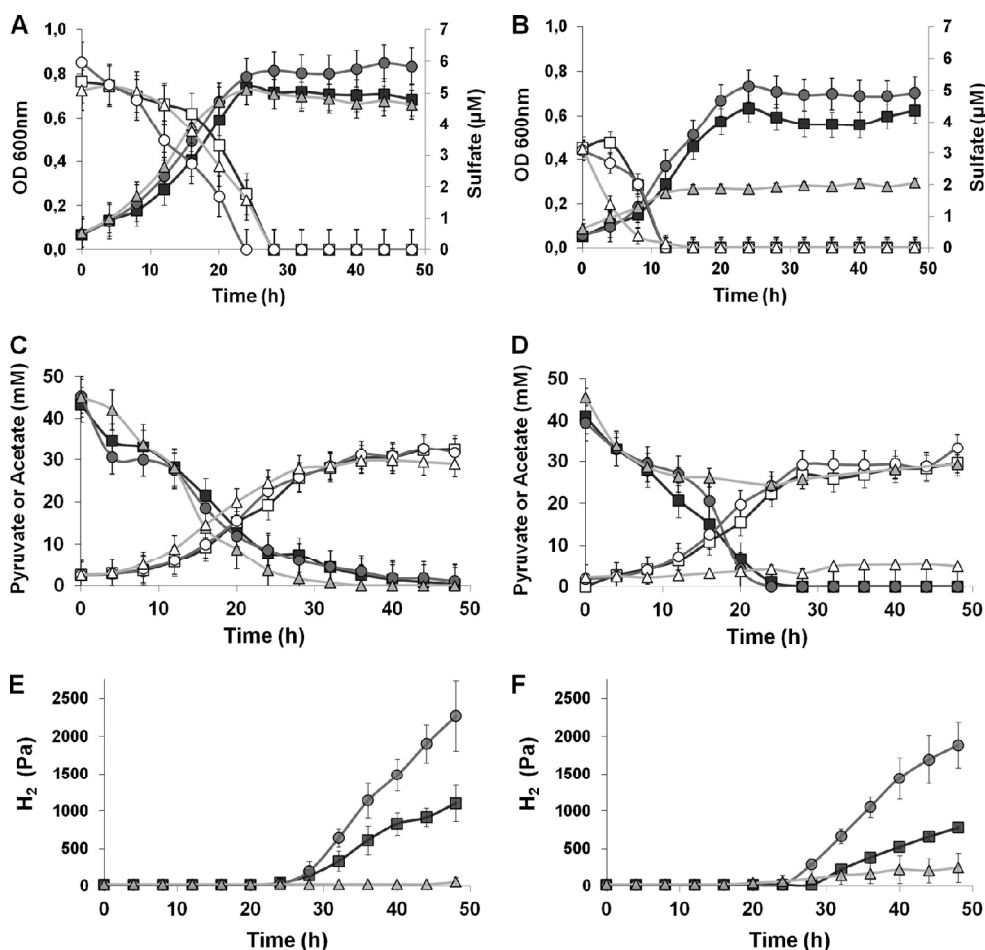 A
OD 600nm
1,0
0,8
0,6
0,4
0,2
0,0
7
6
5
4
3
2
1
0
Sulfate (µM)
0 10 20 30 40 50
Time (h)
B
OD 600nm
1,0
0,8
0,6
0,4
0,2
0,0
7
6
5
4
3
2
1
0
Sulfate (µM)
0 10 20 30 40 50
Time (h)
C
Pyruvate or Acetate (mM)
50
40
30
20
10
0
0 10 20 30 40 50
Time (h)
D
Pyruvate or Acetate (mM)
50
40
30
20
10
0
0 10 20 30 40 50
Time (h)
E
H2 (Pa)
2500
2000
1500
1000
500
0
0 10 20 30 40 50
Time (h)
F
H2 (Pa)
2500
2000
1500
1000
500
0
0 10 20 30 40 50
Time (h)